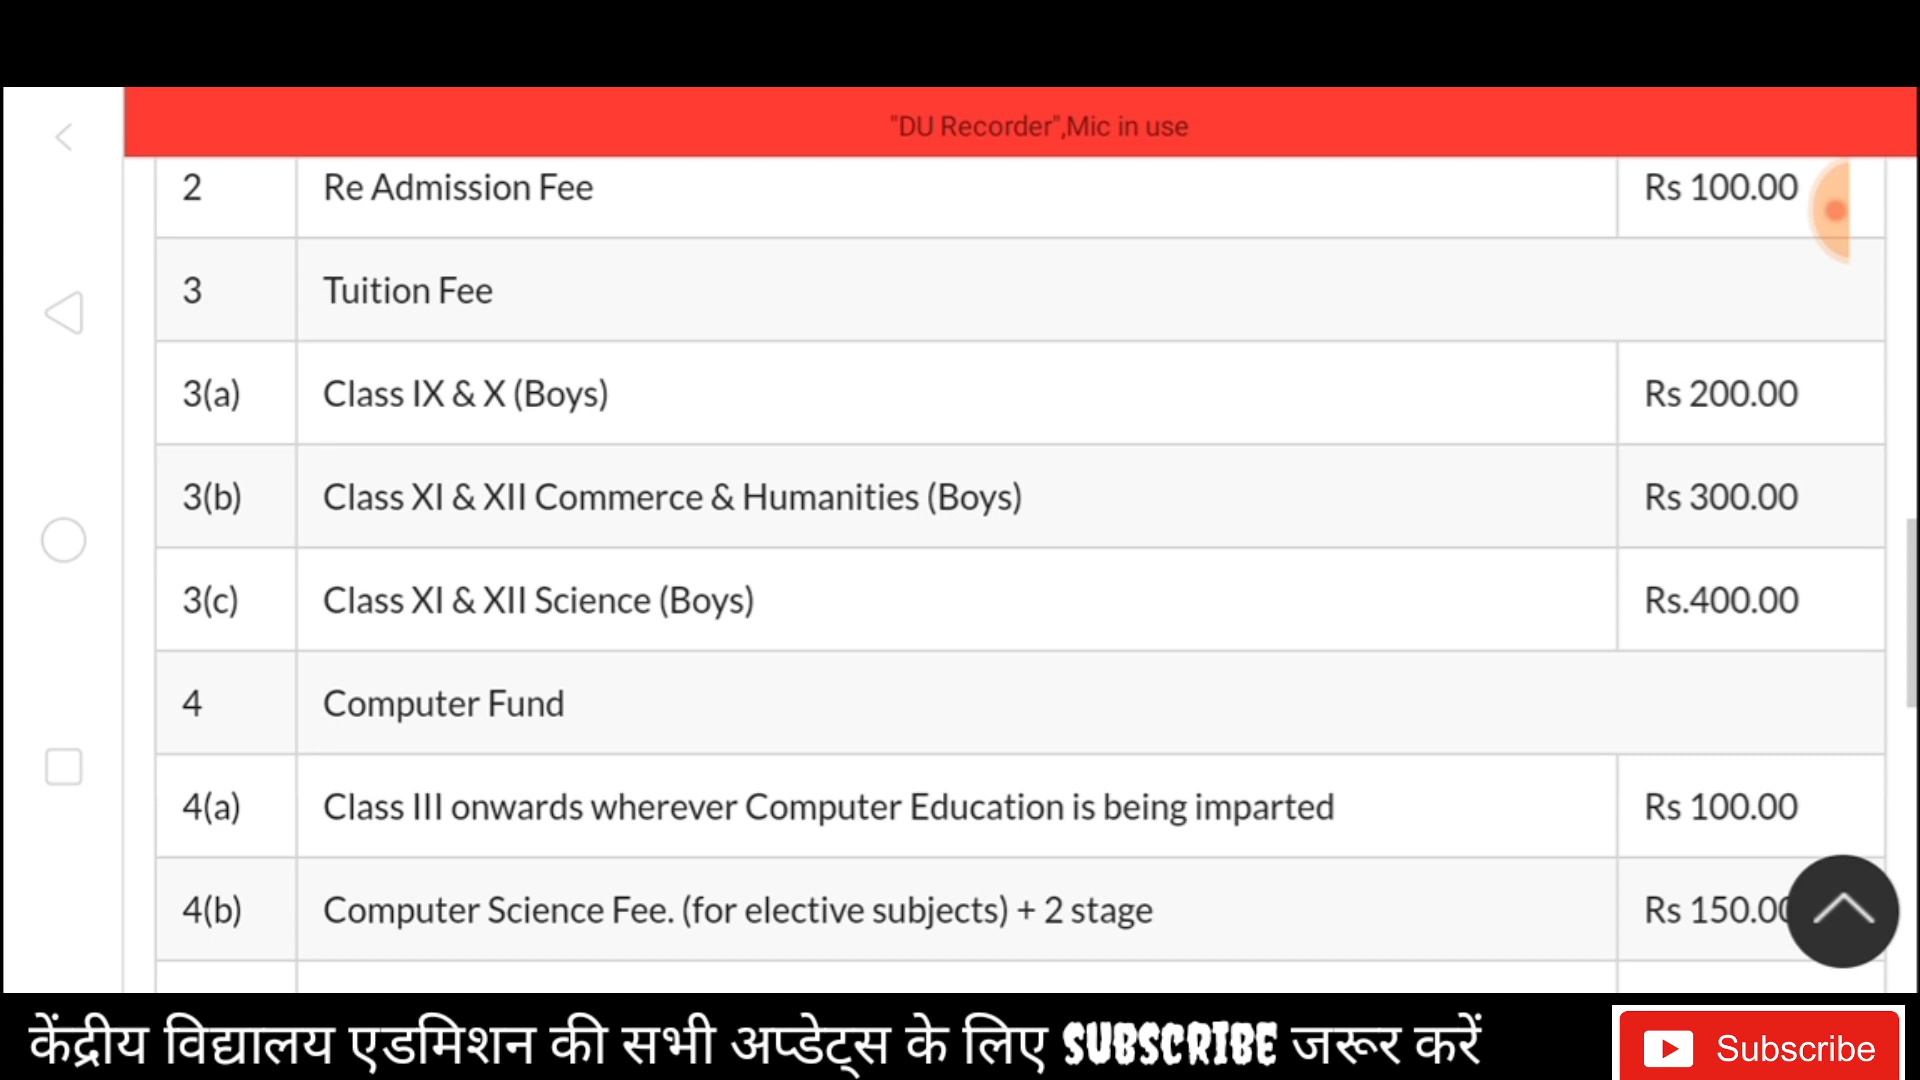 "DU Recorder",Mic in use
2 Re Admission Fee Rs 100.00
3 Tuition Fee
3(a) Class IX & X (Boys) Rs 200.00
3(b) Class XI & XII Commerce & Humanities (Boys) Rs 300.00
3(c) Class XI & XII Science (Boys) Rs.400.00
4 Computer Fund
4(a) Class III onwards wherever Computer Education is being imparted Rs 100.00
4(b) Computer Science Fee. (for elective subjects) + 2 stage Rs 150.00
केंद्रीय विद्यालय एडमिशन की सभी अप्डेट्स के लिए SUBSCRIBE जरूर करें
Subscribe